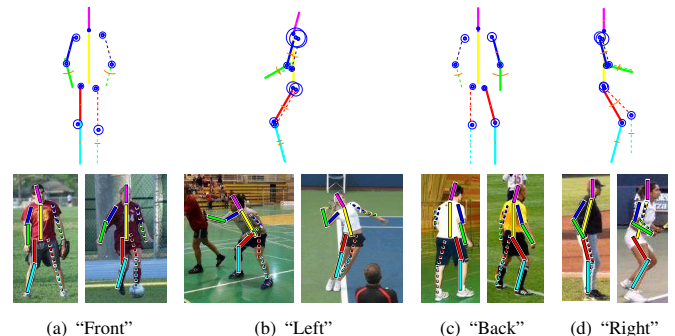 (a) “Front”
(b) “Left”
(c) “Back”
(d) “Right”